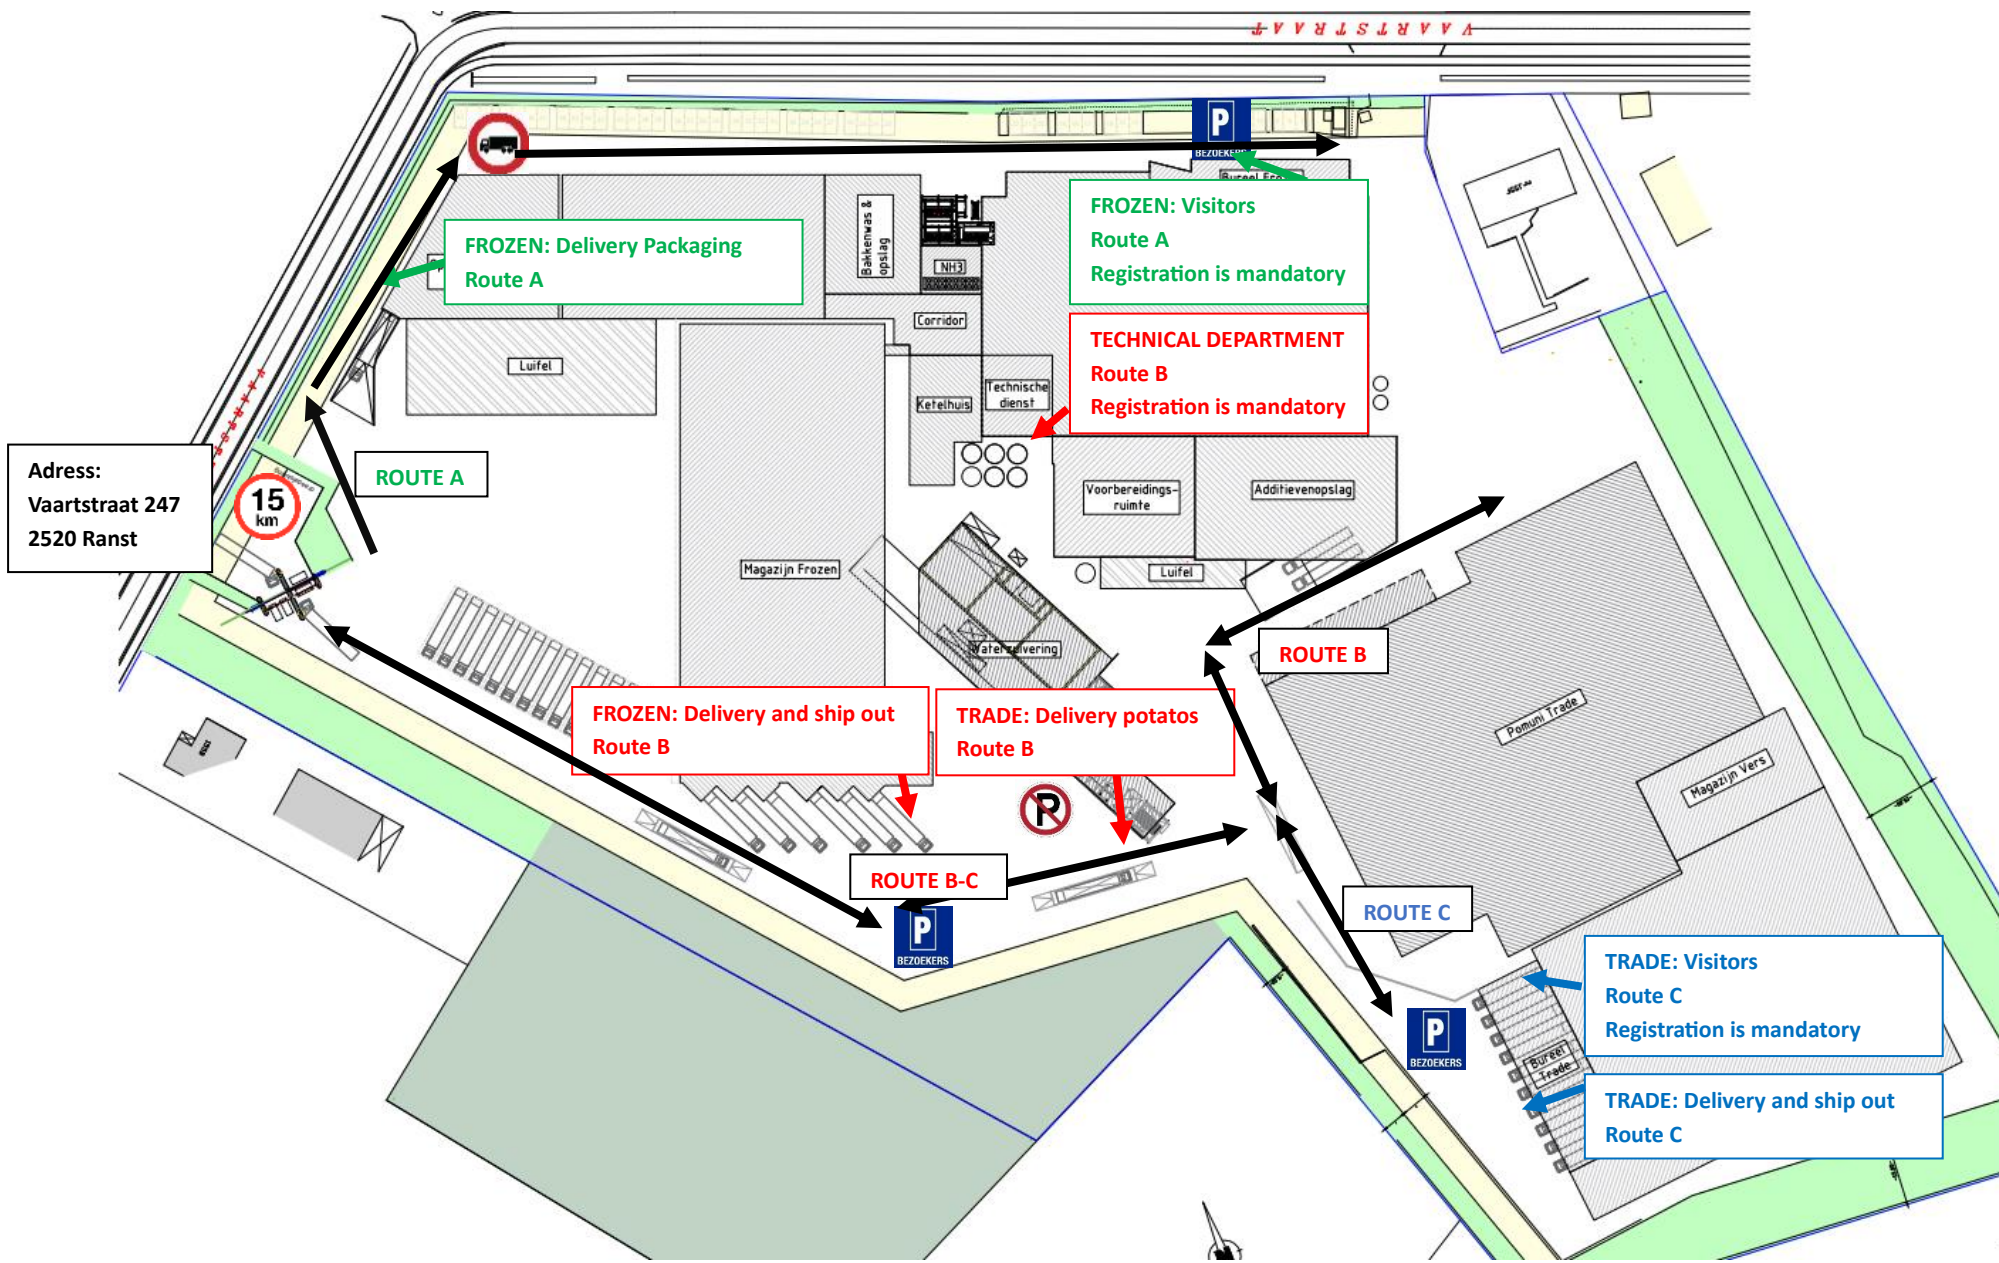 VAARTSTRAAT
P
BEZOEKERS
FROZEN: Visitors
Route A
Registration is mandatory
FROZEN: Delivery Packaging
Route A
Bakkenwas &
opslag
NH3
Corridor
TECHNICAL DEPARTMENT
Route B
Registration is mandatory
Luifel
Technische
dienst
Ketelhuis
Adress:
Vaartstraat 247
2520 Ranst
ROUTE A
15
km
Voorbereidings-
ruimte
Additievenopslag
Magazijn Frozen
Luifel
Waterzuivering
ROUTE B
FROZEN: Delivery and ship out
Route B
TRADE: Delivery potatos
Route B
Pomuni Trade
Magazijn Vers
P
ROUTE B-C
ROUTE C
P
BEZOEKERS
TRADE: Visitors
Route C
Registration is mandatory
P
BEZOEKERS
Bureel
Trade
TRADE: Delivery and ship out
Route C